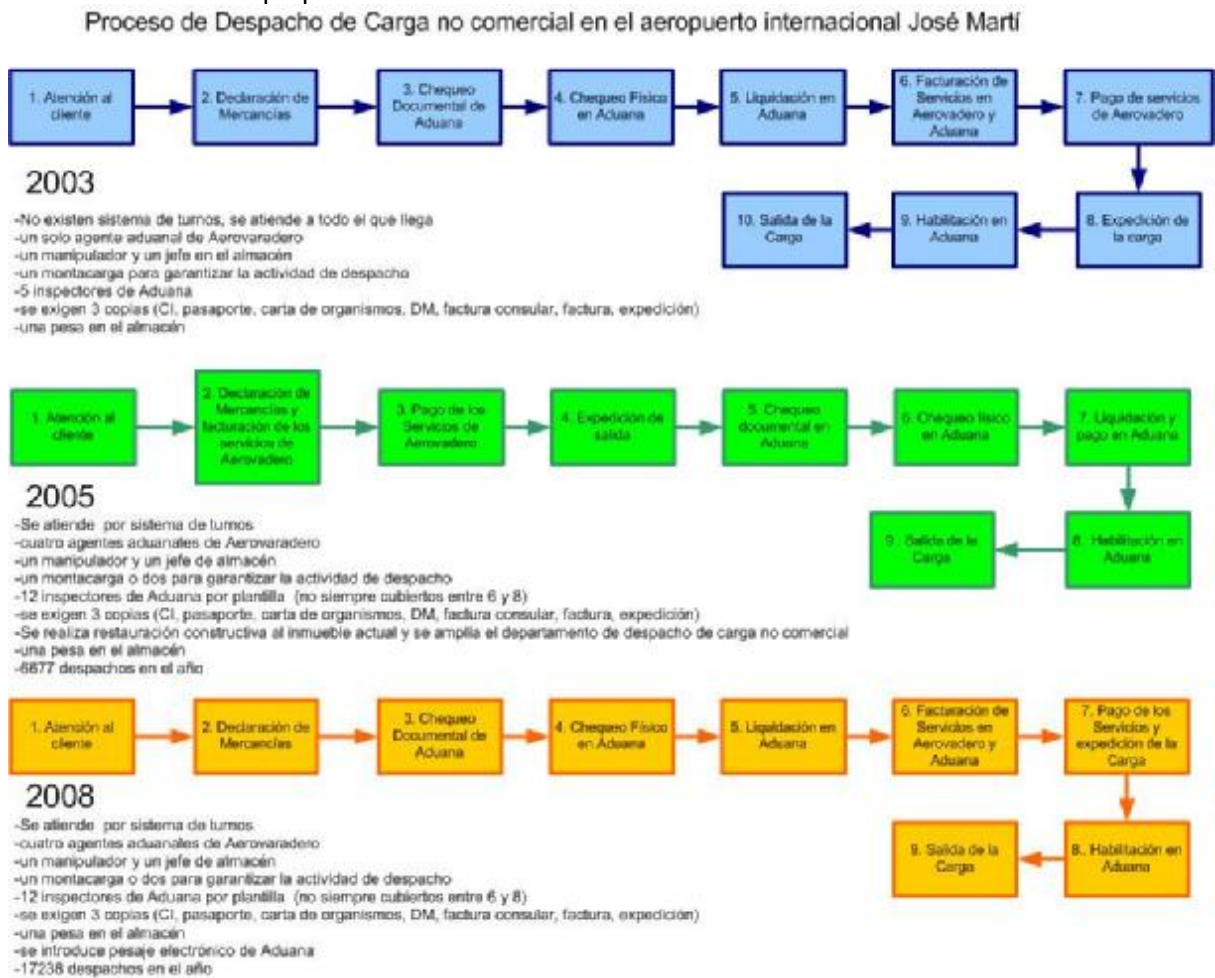 Proceso de Despacho de Carga no comercial en el aeropuerto internacional José Martí
1. Atención al
cliente
2. Declaración de
Mercancías
3. Chequeo
Documental de
Aduana
4. Chequeo Físico
en Aduana
5. Liquidación en
Aduana
6. Facturación de
Servicios en
Aerovadero y
Aduana
7. Pago de servicios
de Aerovadero
8. Expedición de
la carga
9. Habilitación en
Aduana
10. Salida de la
Carga
2003
-No existen sistema de turnos, se atiende a todo el que llega
-un solo agente aduanal de Aerovaradero
-un manipulador y un jefe en el almacén
-un montacarga para garantizar la actividad de despacho
-5 inspectores de Aduana
-se exigen 3 copias (CI, pasaporte, carta de organismos, DM, factura consular, factura, expedición)
-una pesa en el almacén
1. Atención al
cliente
2. Declaración de
Mercancías y
facturación de los
servicios de
Aerovadero
3. Pago de los
Servicios de
Aerovadero
4. Expedición de
salida
5. Chequeo
documental en
Aduana
6. Chequeo físico
en Aduana
7. Liquidación y
pago en Aduana
8. Habilitación en
Aduana
9. Salida de la
Carga
2005
-Se atiende por sistema de turnos
-cuatro agentes aduanales de Aerovaradero
-un manipulador y un jefe de almacén
-un montacarga o dos para garantizar la actividad de despacho
-12 inspectores de Aduana por plantilla (no siempre cubiertos entre 6 y 8)
-se exigen 3 copias (CI, pasaporte, carta de organismos, DM, factura consular, factura, expedición)
-Se realiza restauración constructiva al inmueble actual y se amplia el departamento de despacho de carga no comercial
-una pesa en el almacén
-6677 despachos en el año
1. Atención al
cliente
2. Declaración de
Mercancías
3. Chequeo
Documental de
Aduana
4. Chequeo Físico
en Aduana
5. Liquidación en
Aduana
6. Facturación de
Servicios en
Aerovadero y
Aduana
7. Pago de los
Servicios y
expedición de la
Carga
8.. Habilitación en
Aduana
9. Salida de la
Carga
2008
-Se atiende por sistema de turnos
-cuatro agentes aduanales de Aerovaradero
-un manipulador y un jefe de almacén
-un montacarga o dos para garantizar la actividad de despacho
-12 inspectores de Aduana por plantilla (no siempre cubiertos entre 6 y 8)
-se exigen 3 copias (CI, pasaporte, carta de organismos, DM, factura consular, factura, expedición)
-una pesa en el almacén
-se introduce pesaje electrónico de Aduana
-17238 despachos en el año